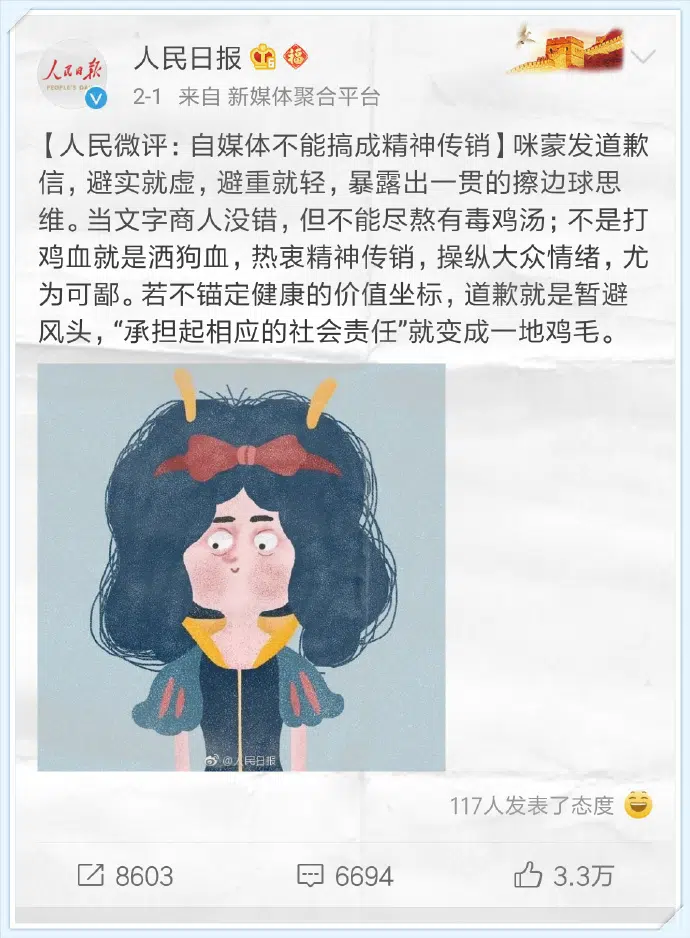 人民日报
人民日报
PEOPLE'S DA
福
2-1 来自 新媒体聚合平台
【人民微评：自媒体不能搞成精神传销】咪蒙发道歉
信，避实就虚，避重就轻，暴露出一贯的擦边球思
维。当文字商人没错，但不能尽熬有毒鸡汤；不是打
鸡血就是洒狗血，热衷精神传销，操纵大众情绪，尤
为可鄙。若不锚定健康的价值坐标，道歉就是暂避
风头，“承担起相应的社会责任”就变成一地鸡毛。
@人民日报
117人发表了态度
8603
6694
3.3万